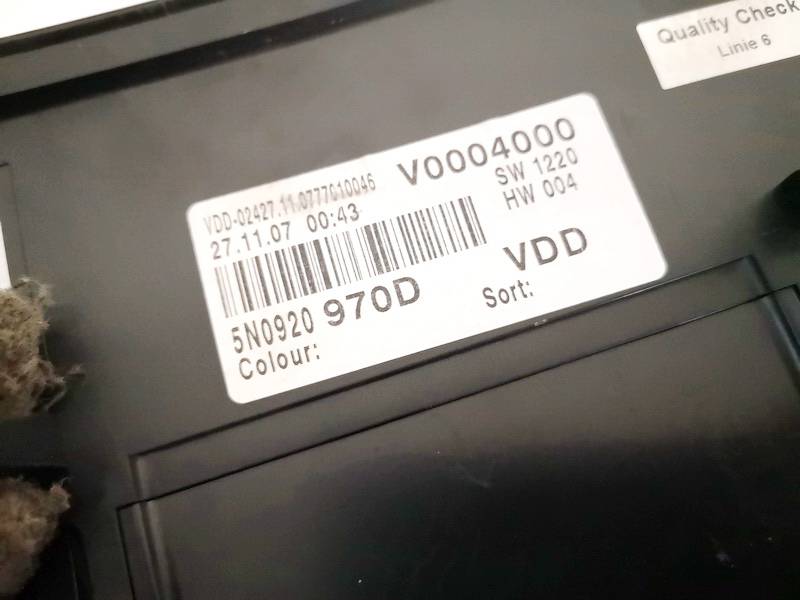 Quality Check
Linie 6
VDD-02427.11.0777010046
V0004000
27.11.07 00:43
SW 1220
HW 004
5N0920 970D
VDD
Colour:
Sort: